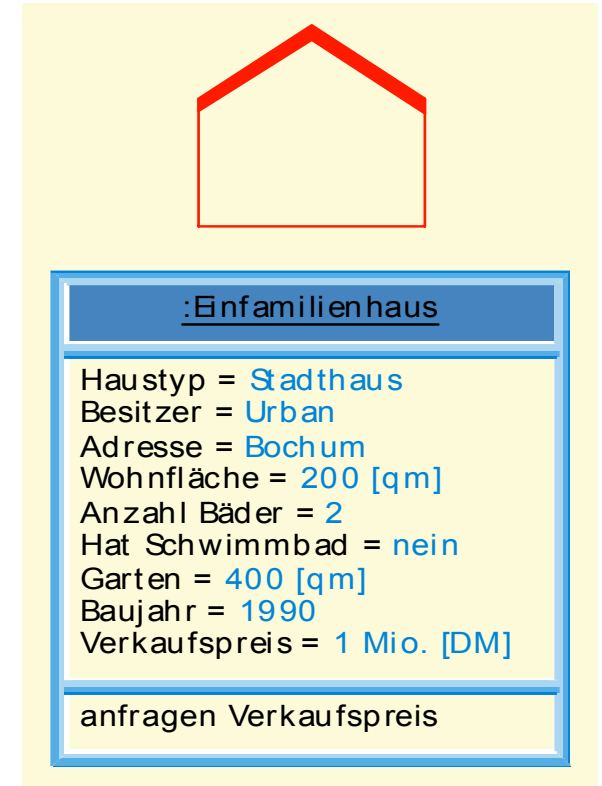 :Einfamilienhaus
Haustyp = Stadthaus
Besitzer = Urban
Adresse = Bochum
Wohnfläche = 200 [qm]
Anzahl Bäder = 2
Hat Schwimmbad = nein
Garten = 400 [qm]
Baujahr = 1990
Verkaufspreis = 1 Mio. [DM]
anfragen Verkaufspreis